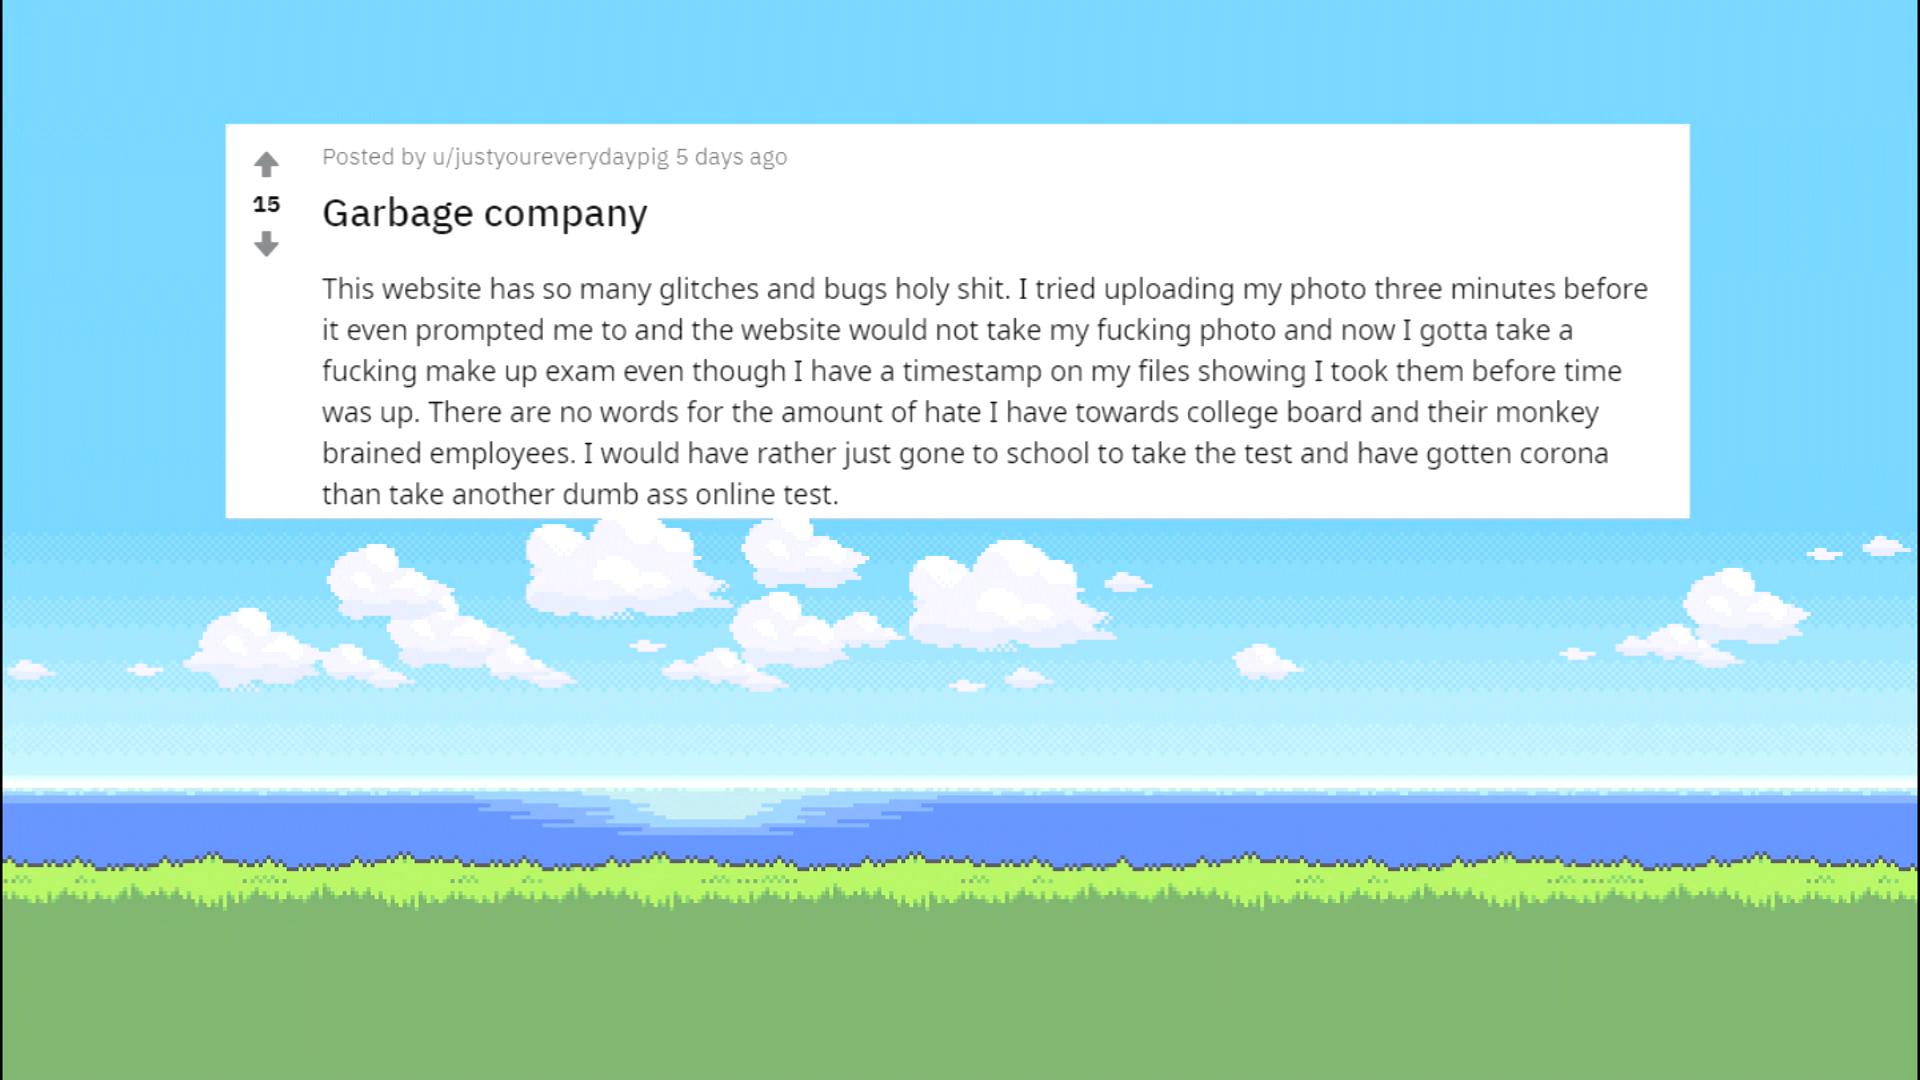 Posted by u/justyoureverydaypig 5 days ago
15
Garbage company
This website has so many glitches and bugs holy shit. I tried uploading my photo three minutes before
it even prompted me to and the website would not take my fucking photo and now I gotta take a
fucking make up exam even though I have a timestamp on my files showing I took them before time
was up. There are no words for the amount of hate I have towards college board and their monkey
brained employees. I would have rather just gone to school to take the test and have gotten corona
than take another dumb ass online test.